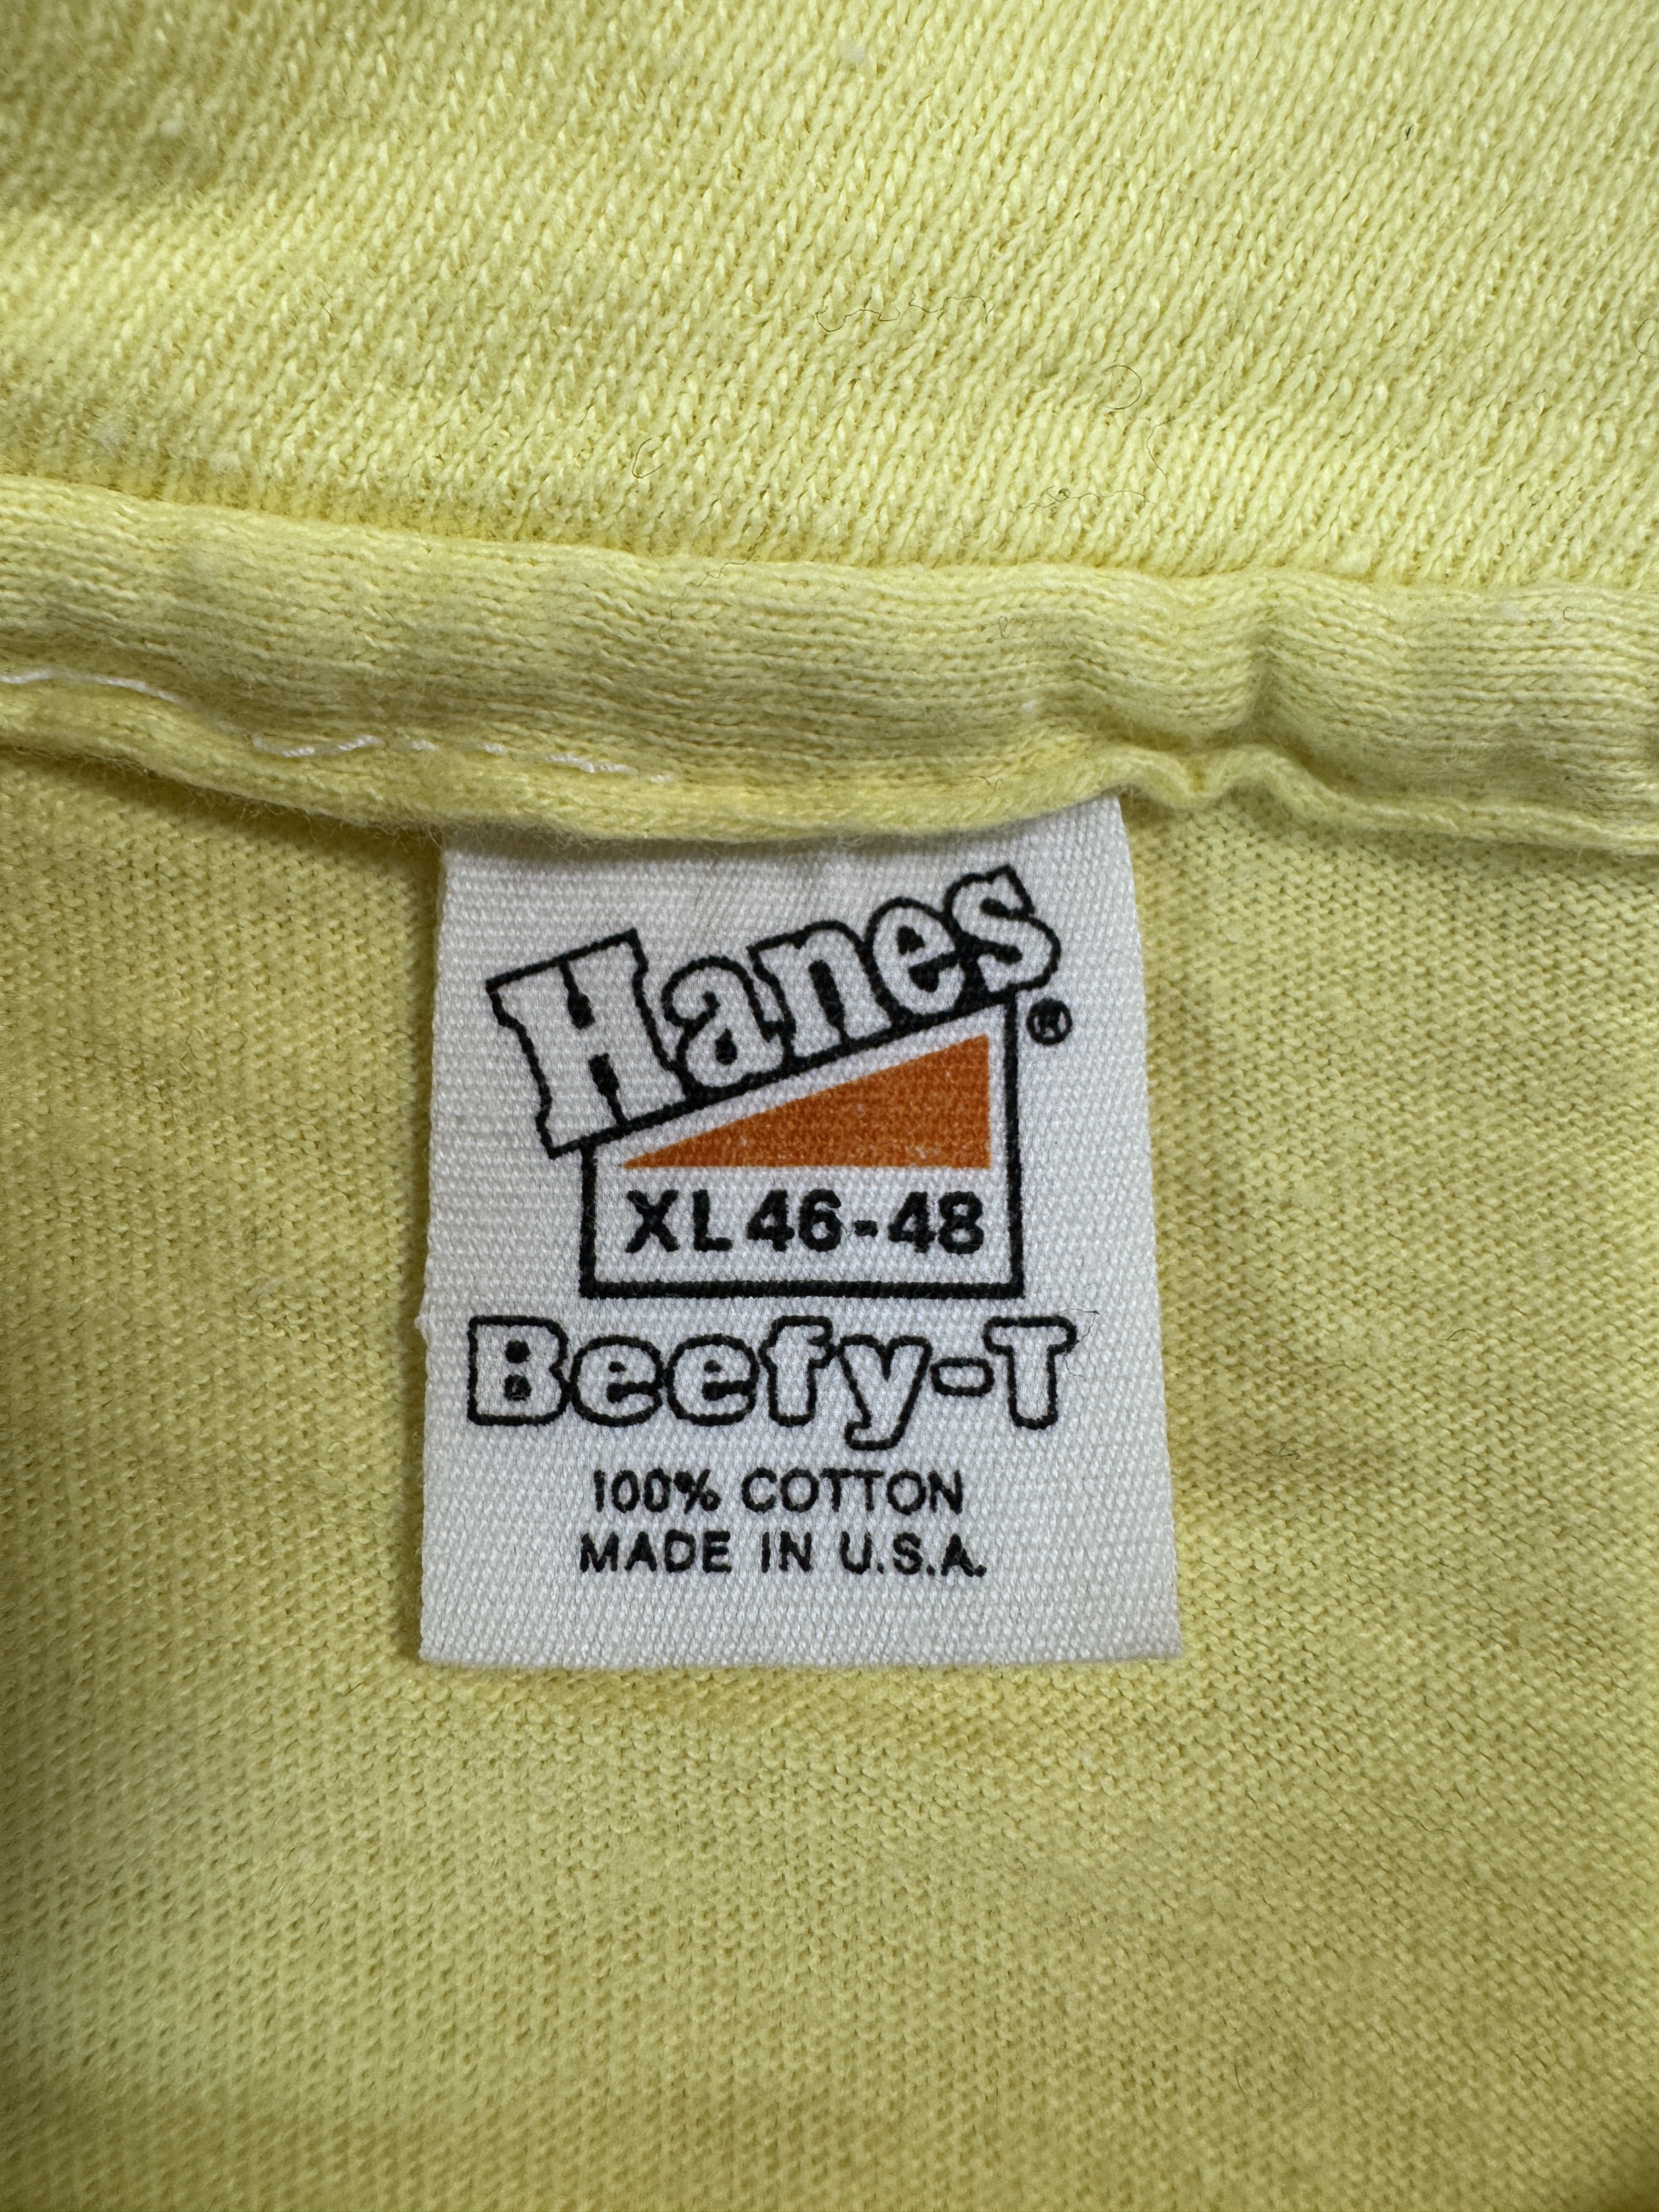 Hanes
®
XL 46-48
Beefy-T
100% COTTON
MADE IN U.S.A.